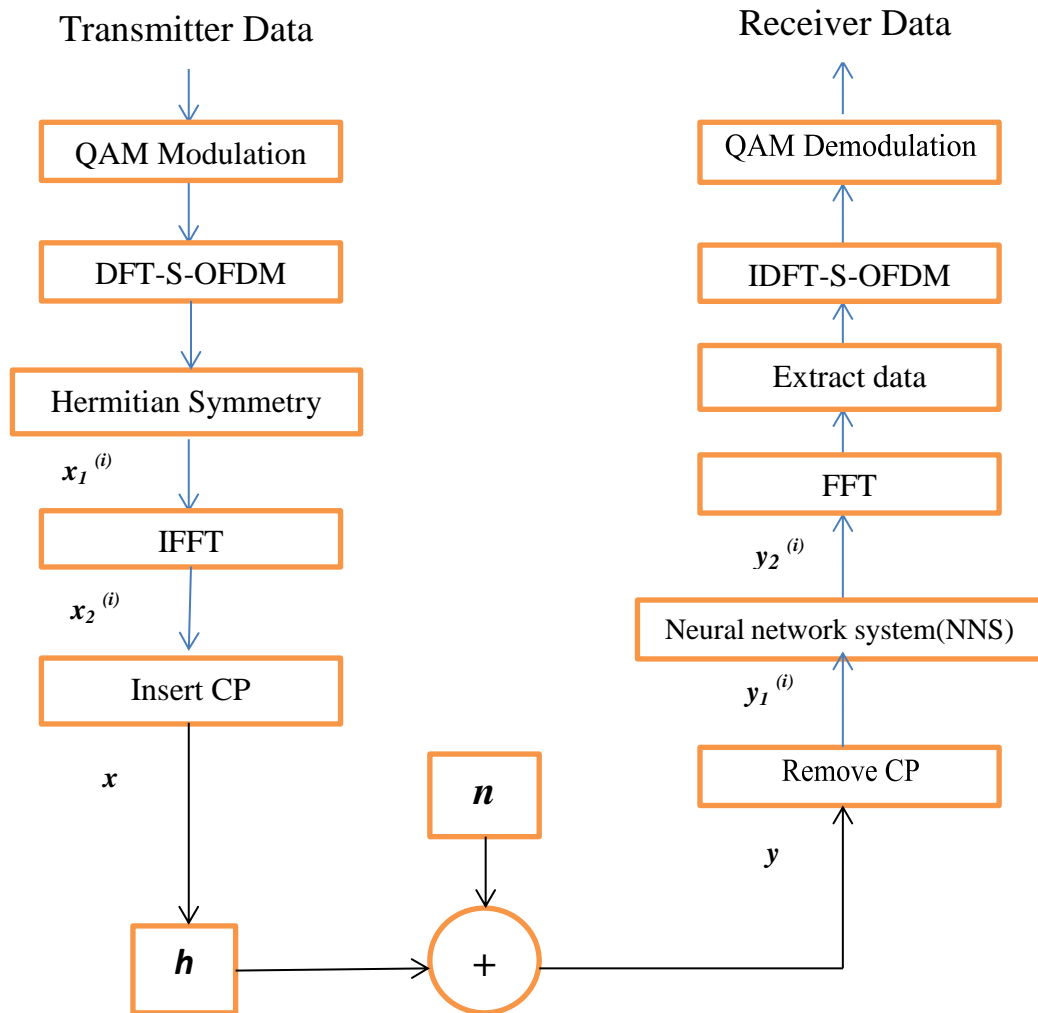 Transmitter Data
QAM Modulation
DFT-S-OFDM
Hermitian Symmetry
x1 (i)
IFFT
x2 (i)
Insert CP
x
h
n
+
y
Remove CP
y1 (i)
Neural network system(NNS)
y2 (i)
FFT
Extract data
IDFT-S-OFDM
QAM Demodulation
Receiver Data